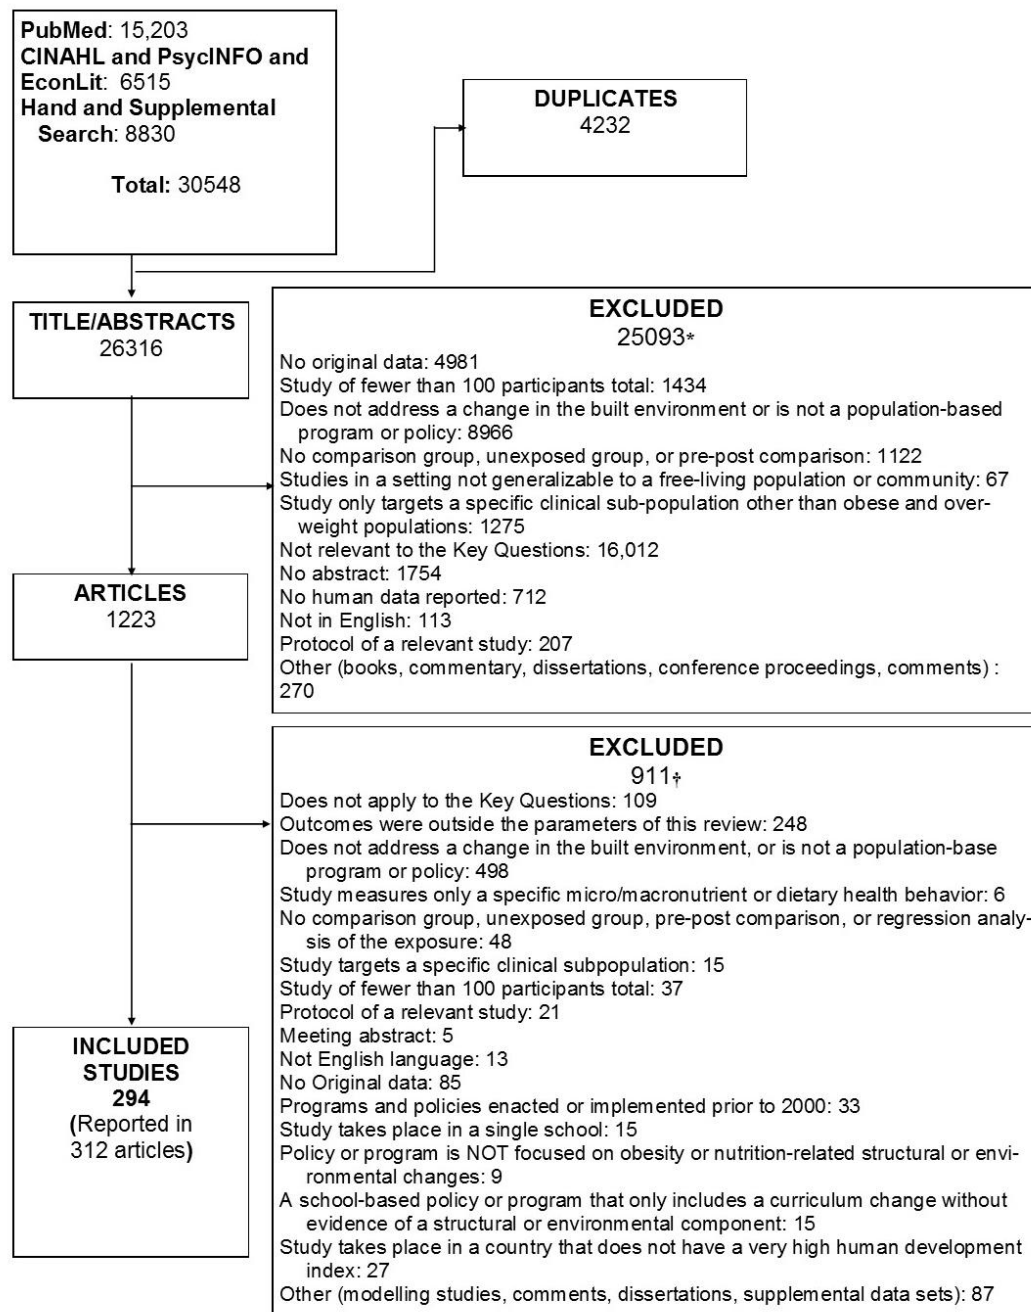 PubMed: 15,203
CINAHL and PsycINFO and
EconLit: 6515
Hand and Supplemental
Search: 8830
Total: 30548
DUPLICATES
4232
TITLE/ABSTRACTS
26316
EXCLUDED
25093*
No original data: 4981
Study of fewer than 100 participants total: 1434
Does not address a change in the built environment or is not a population-based
program or policy: 8966
No comparison group, unexposed group, or pre-post comparison: 1122
Studies in a setting not generalizable to a free-living population or community: 67
Study only targets a specific clinical sub-population other than obese and over-
weight populations: 1275
Not relevant to the Key Questions: 16,012
No abstract: 1754
No human data reported: 712
Not in English: 113
Protocol of a relevant study: 207
Other (books, commentary, dissertations, conference proceedings, comments) :
270
ARTICLES
1223
EXCLUDED
911†
Does not apply to the Key Questions: 109
Outcomes were outside the parameters of this review: 248
Does not address a change in the built environment, or is not a population-base
program or policy: 498
Study measures only a specific micro/macronutrient or dietary health behavior: 6
No comparison group, unexposed group, pre-post comparison, or regression analy-
sis of the exposure: 48
Study targets a specific clinical subpopulation: 15
Study of fewer than 100 participants total: 37
Protocol of a relevant study: 21
Meeting abstract: 5
Not English language: 13
No Original data: 85
Programs and policies enacted or implemented prior to 2000: 33
Study takes place in a single school: 15
Policy or program is NOT focused on obesity or nutrition-related structural or envi-
ronmental changes: 9
A school-based policy or program that only includes a curriculum change without
evidence of a structural or environmental component: 15
Study takes place in a country that does not have a very high human development
index: 27
Other (modelling studies, comments, dissertations, supplemental data sets): 87
INCLUDED
STUDIES
294
(Reported in
312 articles)